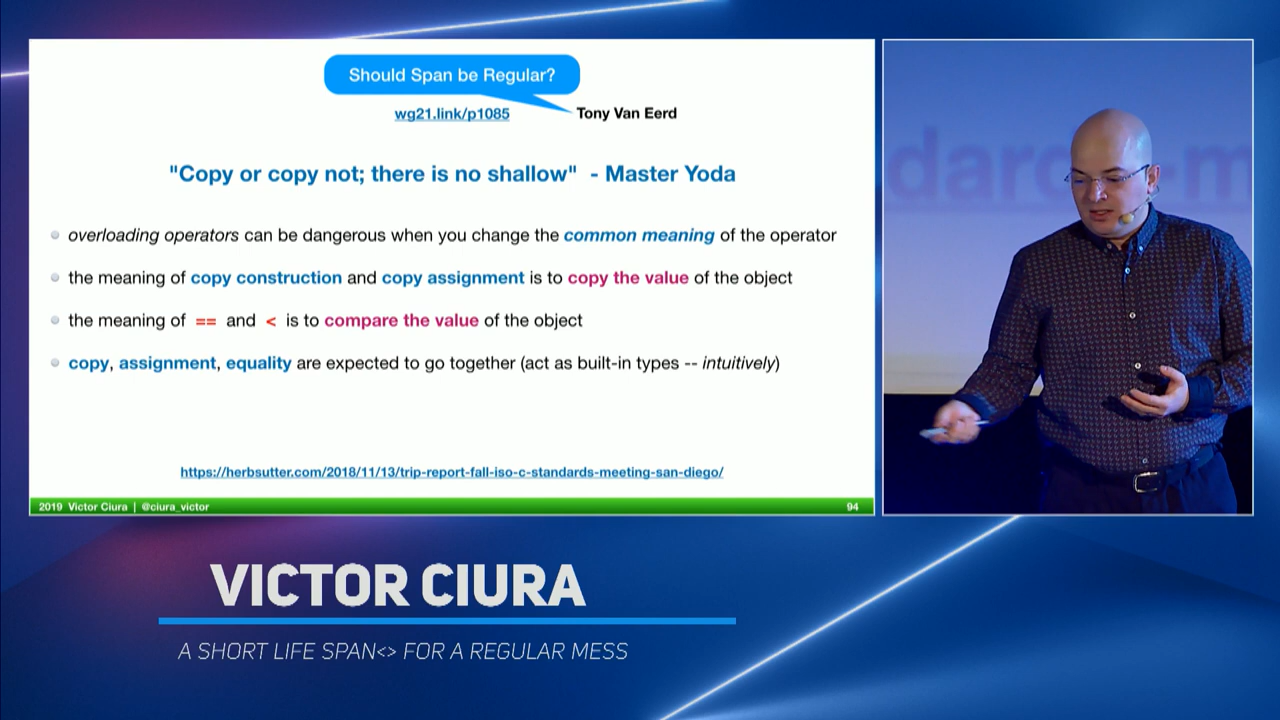 Should Span be Regular?
wg21.link/p1085
Tony Van Eerd
"Copy or copy not; there is no shallow" - Master Yoda
overloading operators can be dangerous when you change the common meaning of the operator
the meaning of copy construction and copy assignment is to copy the value of the object
the meaning of == and < is to compare the value of the object
copy, assignment, equality are expected to go together (act as built-in types -- intuitively)
https://herbsutter.com/2018/11/13/trip-report-fall-iso-c-standards-meeting-san-diego/
2019 Victor Ciura | @ciura_victor
94
VICTOR CIURA
A SHORT LIFE SPAN<> FOR A REGULAR MESS